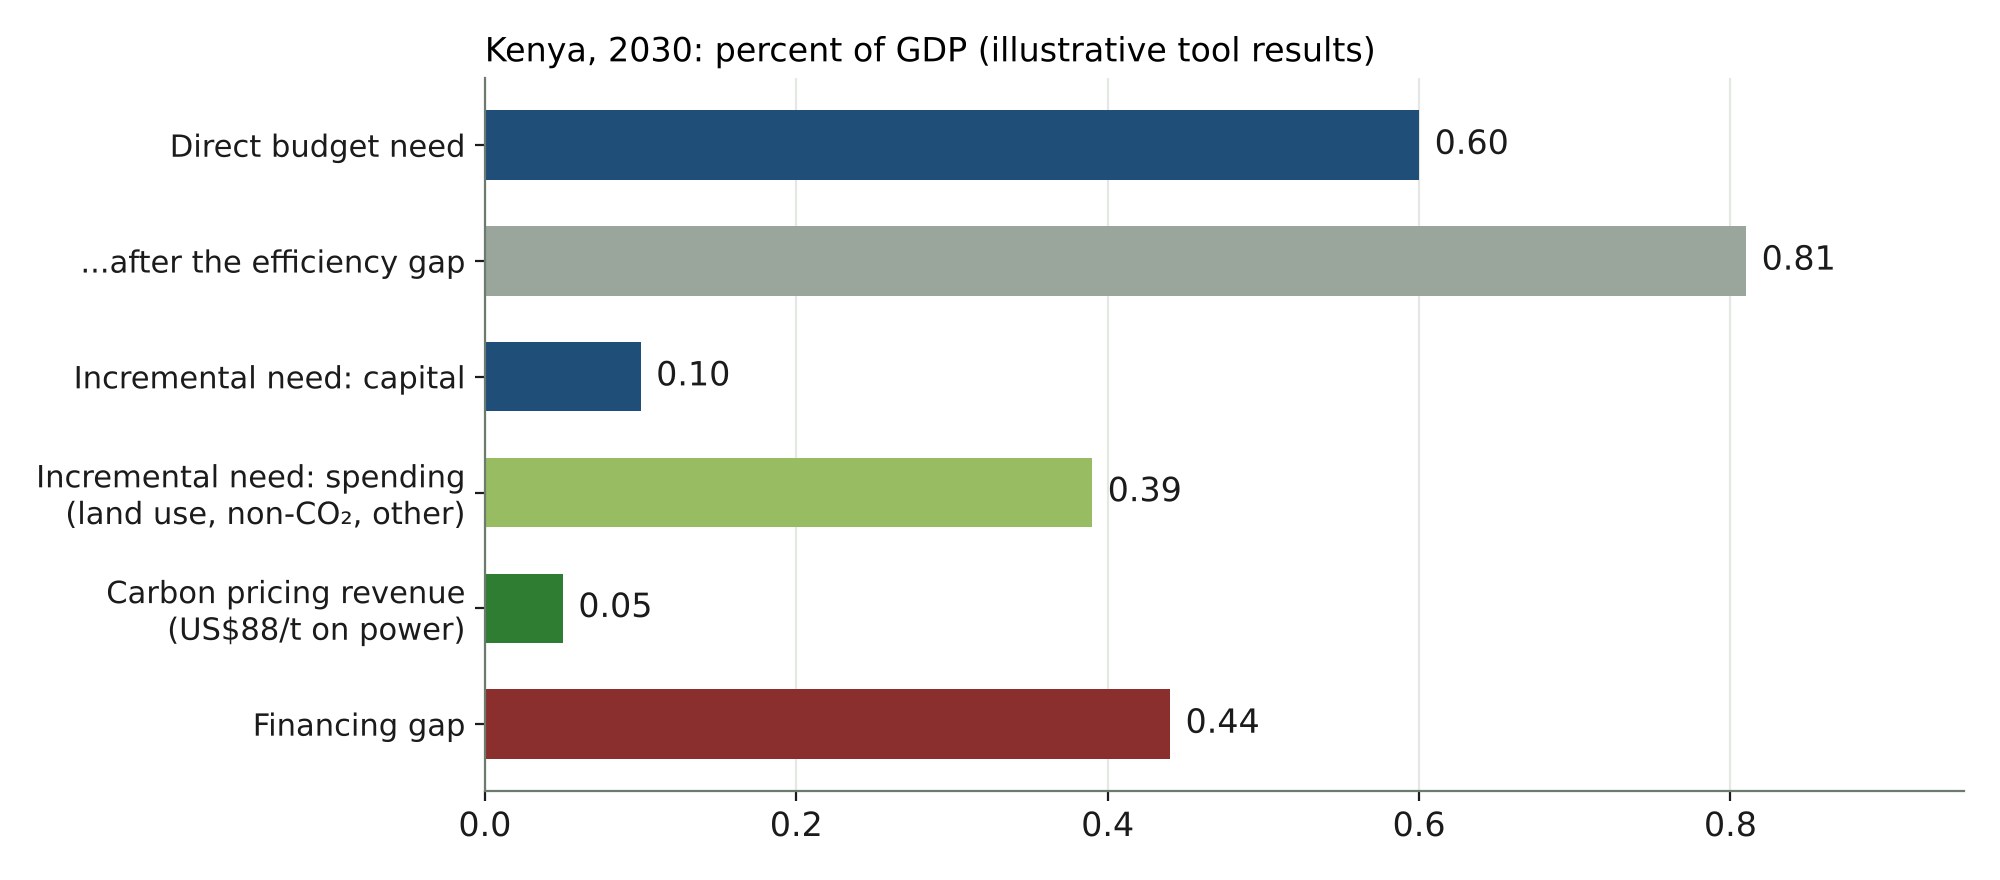 Kenya, 2030: percent of GDP (illustrative tool results)
Direct budget need
0.60
...after the efficiency gap
0.81
Incremental need: capital
0.10
Incremental need: spending
(land use, non-CO₂, other)
0.39
Carbon pricing revenue
(US$88/t on power)
0.05
Financing gap
0.44
0.0
0.2
0.4
0.6
0.8